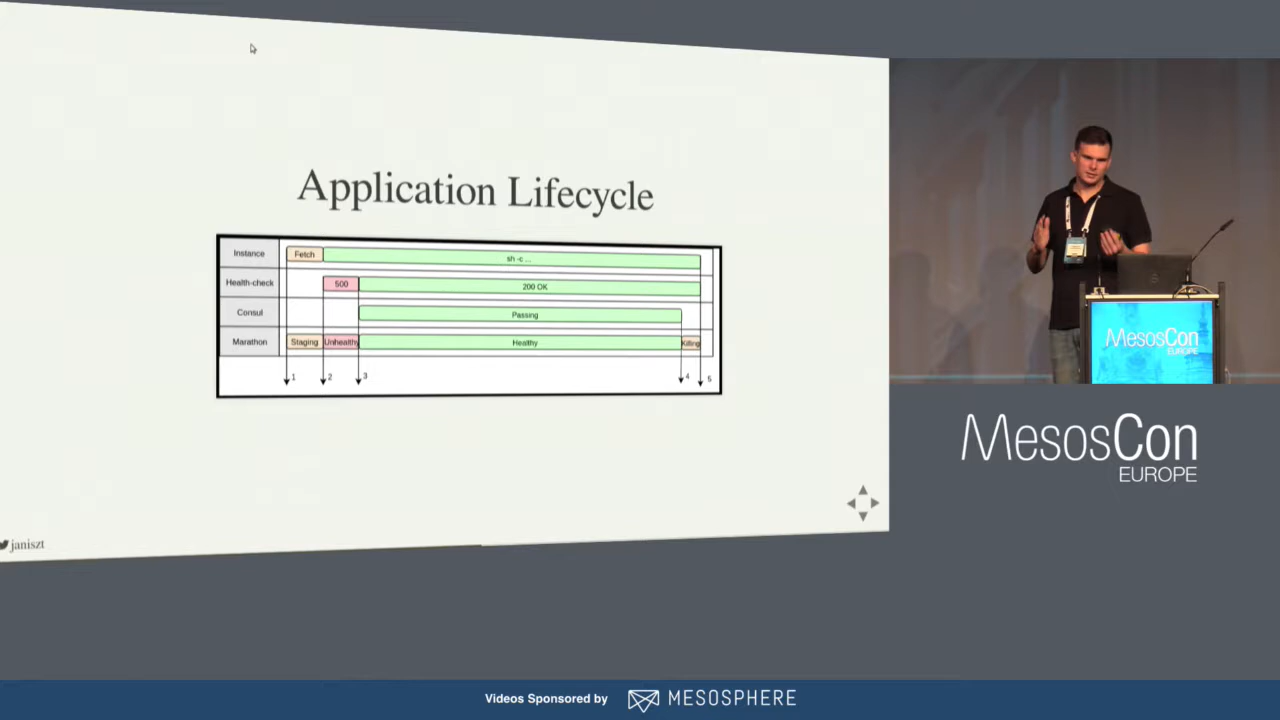 Application Lifecycle
Instance Fetch sh -c ...
Health-check 500 200 OK
Consul Passing
Marathon Staging Unhealthy Healthy Killing
1 2 3 4 5
janiszt
MesosCon
EUROPE
MesosCon
EUROPE
Videos Sponsored by MESOSPHERE